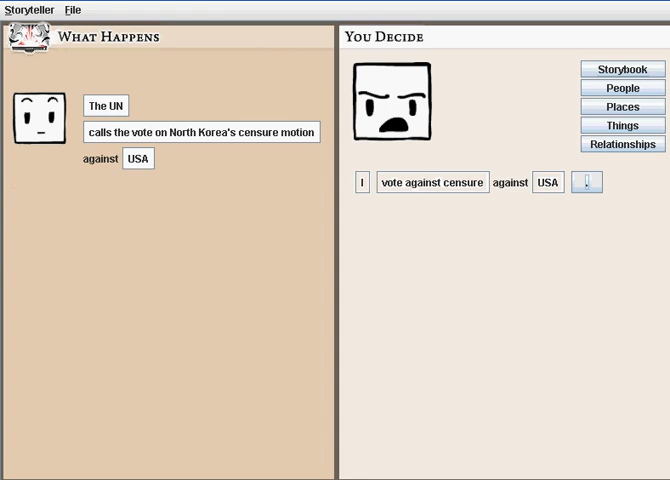 Storyteller File
What Happens
You Decide
The UN
calls the vote on North Korea's censure motion
against USA
Storybook
People
Places
Things
Relationships
I vote against censure against USA .